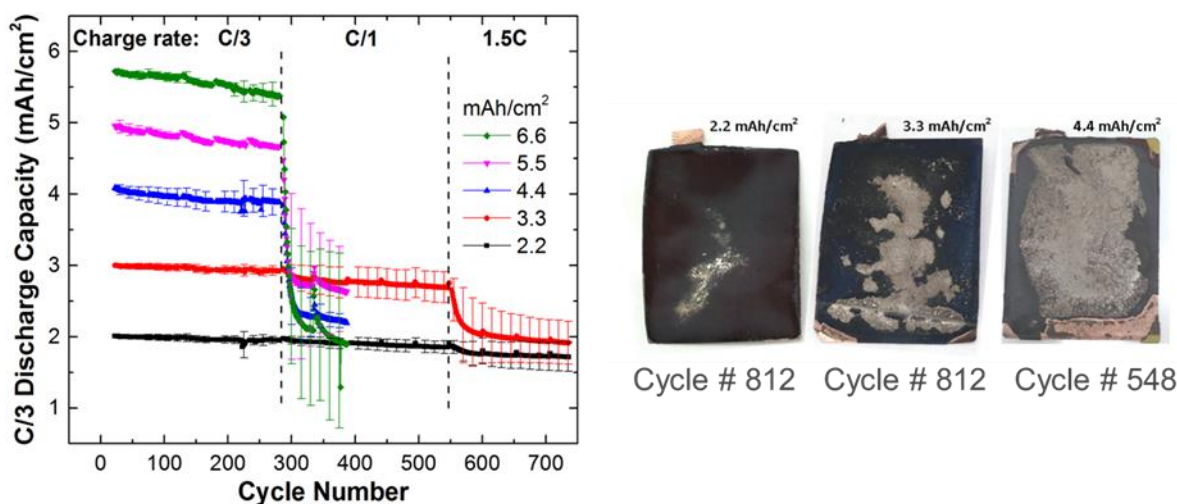 Charge rate: C/3 C/1 1.5C
C/3 Discharge Capacity (mAh/cm²)
6
5
4
3
2
1
mAh/cm²
6.6
5.5
4.4
3.3
2.2
0 100 200 300 400 500 600 700
Cycle Number
2.2 mAh/cm² 3.3 mAh/cm² 4.4 mAh/cm²
Cycle # 812 Cycle # 812 Cycle # 548